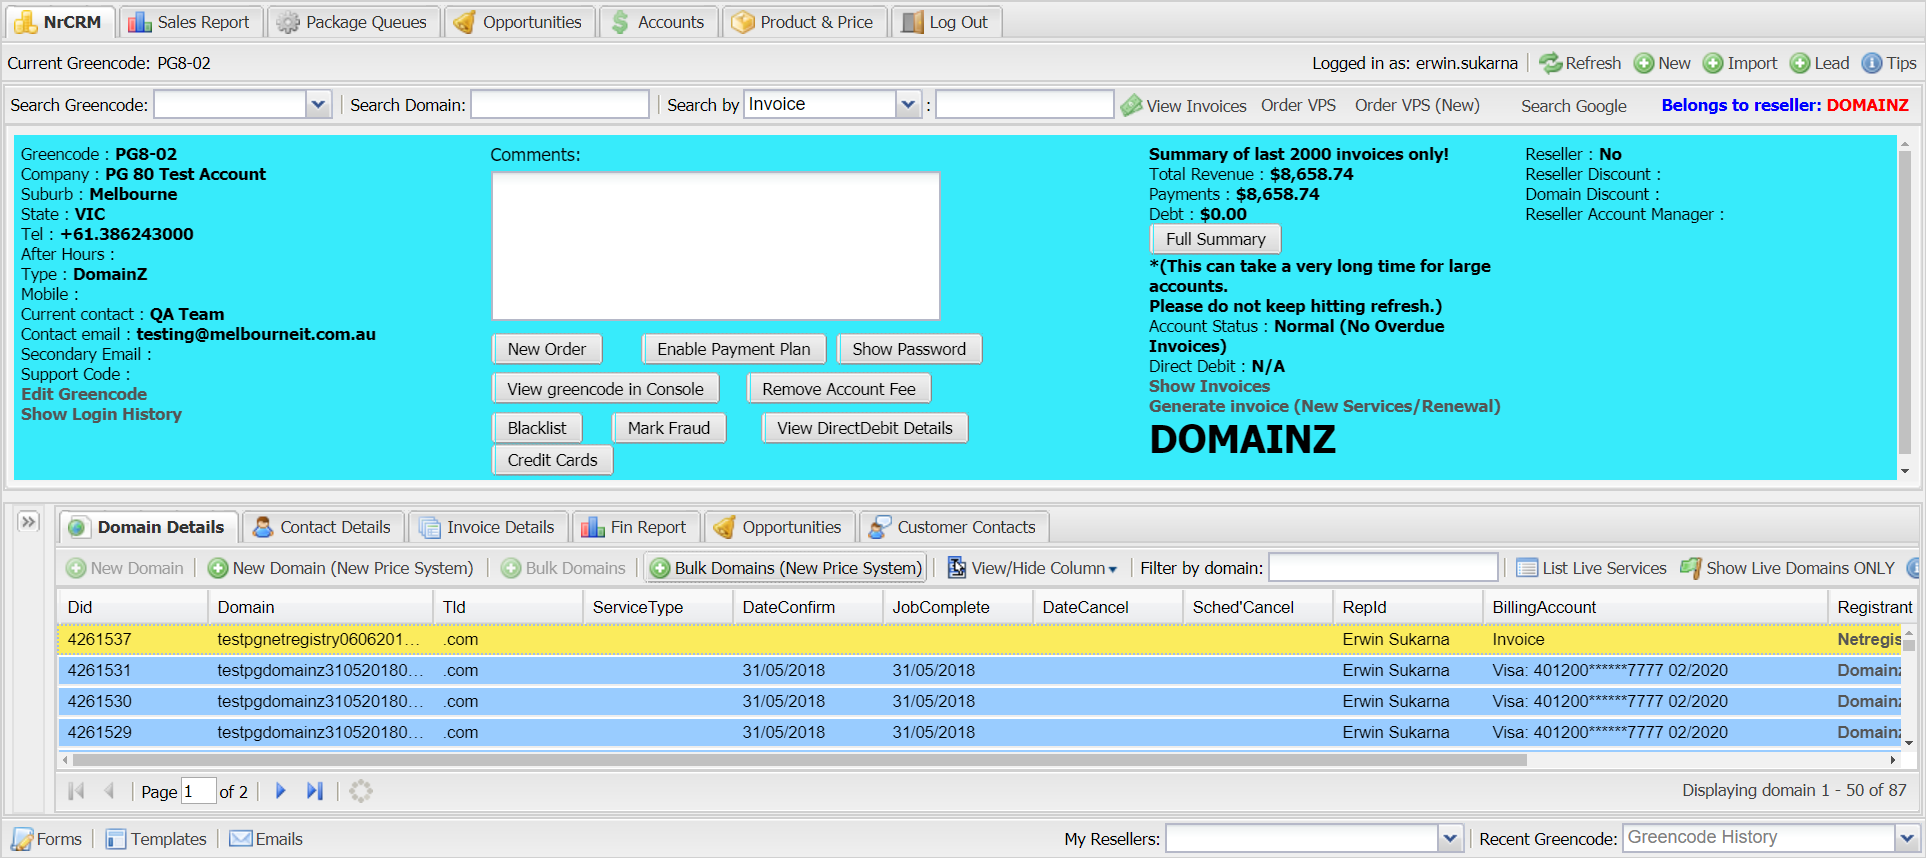 NrCRM Sales Report Package Queues Opportunities Accounts Product & Price Log Out
Current Greencode: PG8-02 Logged in as: erwin.sukarna Refresh New Import Lead Tips
Search Greencode: Search Domain: Search by Invoice : View Invoices Order VPS Order VPS (New) Search Google Belongs to reseller: DOMAINZ
Greencode : PG8-02
Company : PG 80 Test Account
Suburb : Melbourne
State : VIC
Tel : +61.386243000
After Hours :
Type : DomainZ
Mobile :
Current contact : QA Team
Contact email : testing@melbourneit.com.au
Secondary Email :
Support Code :
Edit Greencode
Show Login History
Comments:
New Order Enable Payment Plan Show Password
View greencode in Console Remove Account Fee
Blacklist Mark Fraud View DirectDebit Details
Credit Cards
Summary of last 2000 invoices only!
Total Revenue : $8,658.74
Payments : $8,658.74
Debt : $0.00
Full Summary
*(This can take a very long time for large
accounts.
Please do not keep hitting refresh.)
Account Status : Normal (No Overdue
Invoices)
Direct Debit : N/A
Show Invoices
Generate invoice (New Services/Renewal)
DOMAINZ
Reseller : No
Reseller Discount :
Domain Discount :
Reseller Account Manager :
Domain Details Contact Details Invoice Details Fin Report Opportunities Customer Contacts
New Domain New Domain (New Price System) Bulk Domains Bulk Domains (New Price System) View/Hide Column Filter by domain: List Live Services Show Live Domains ONLY
Did Domain Tld ServiceType DateConfirm JobComplete DateCancel Sched'Cancel RepId BillingAccount Registrant
4261537 testpgnetregistry0606201... .com Erwin Sukarna Invoice Netregis
4261531 testpgdomainz310520180... .com 31/05/2018 31/05/2018 Erwin Sukarna Visa: 401200******7777 02/2020 Domainz
4261530 testpgdomainz310520180... .com 31/05/2018 31/05/2018 Erwin Sukarna Visa: 401200******7777 02/2020 Domainz
4261529 testpgdomainz310520180... .com 31/05/2018 31/05/2018 Erwin Sukarna Visa: 401200******7777 02/2020 Domainz
Page 1 of 2 Displaying domain 1 - 50 of 87
Forms Templates Emails My Resellers: Recent Greencode: Greencode History